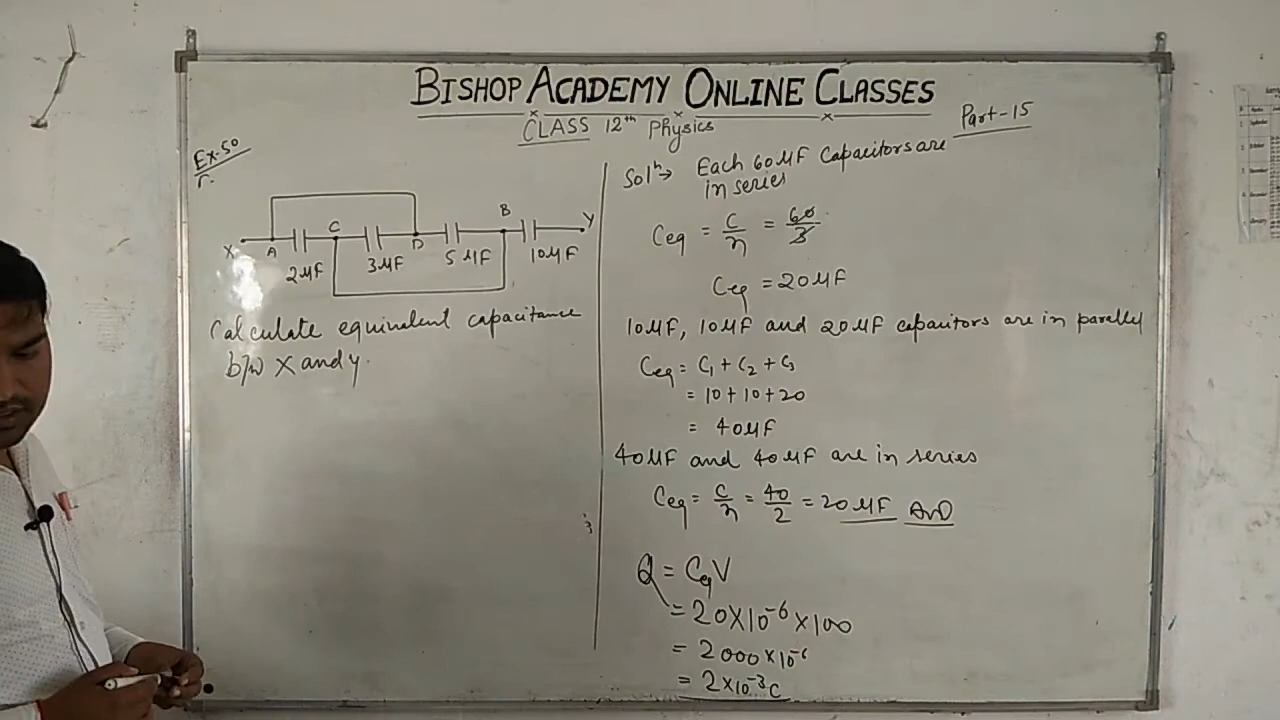 BISHOP ACADEMY ONLINE CLASSES
CLASS 12th Physics
Part-15
Ex.50
X A C D B Y
2μF 3μF 5μF 10μF
Calculate equivalent capacitance
b/w X and y.
Solⁿ→ Each 60μF Capacitors are
in series
Ceq = C/n = 60/3
Ceq = 20μF
10μF, 10μF and 20μF capacitors are in parallel
Ceq = C₁ + C₂ + C₃
= 10 + 10 + 20
= 40μF
40μF and 40μF are in series
Ceq = C/n = 40/2 = 20μF Ans
Q = CqV
= 20×10⁻⁶×100
= 2000×10⁻⁶
= 2×10⁻³C